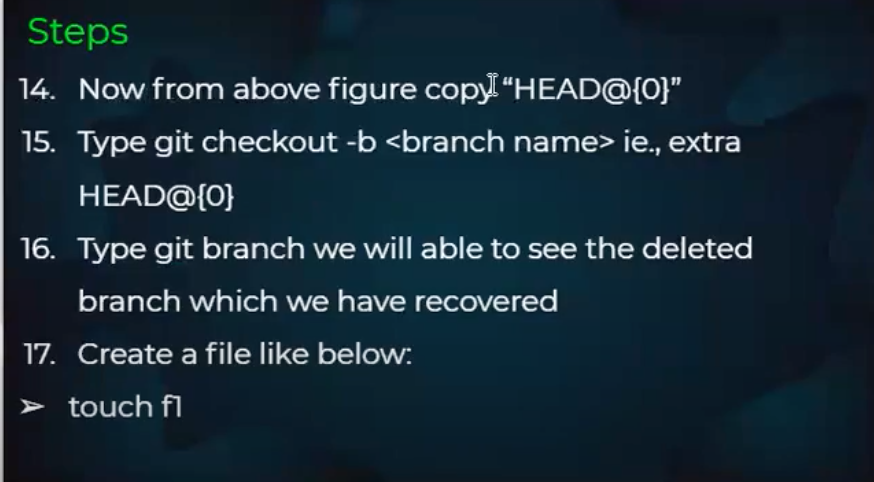 Steps
14. Now from above figure copy “HEAD@{0}”
15. Type git checkout -b <branch name> ie., extra
HEAD@{0}
16. Type git branch we will able to see the deleted
branch which we have recovered
17. Create a file like below:
➢ touch f1